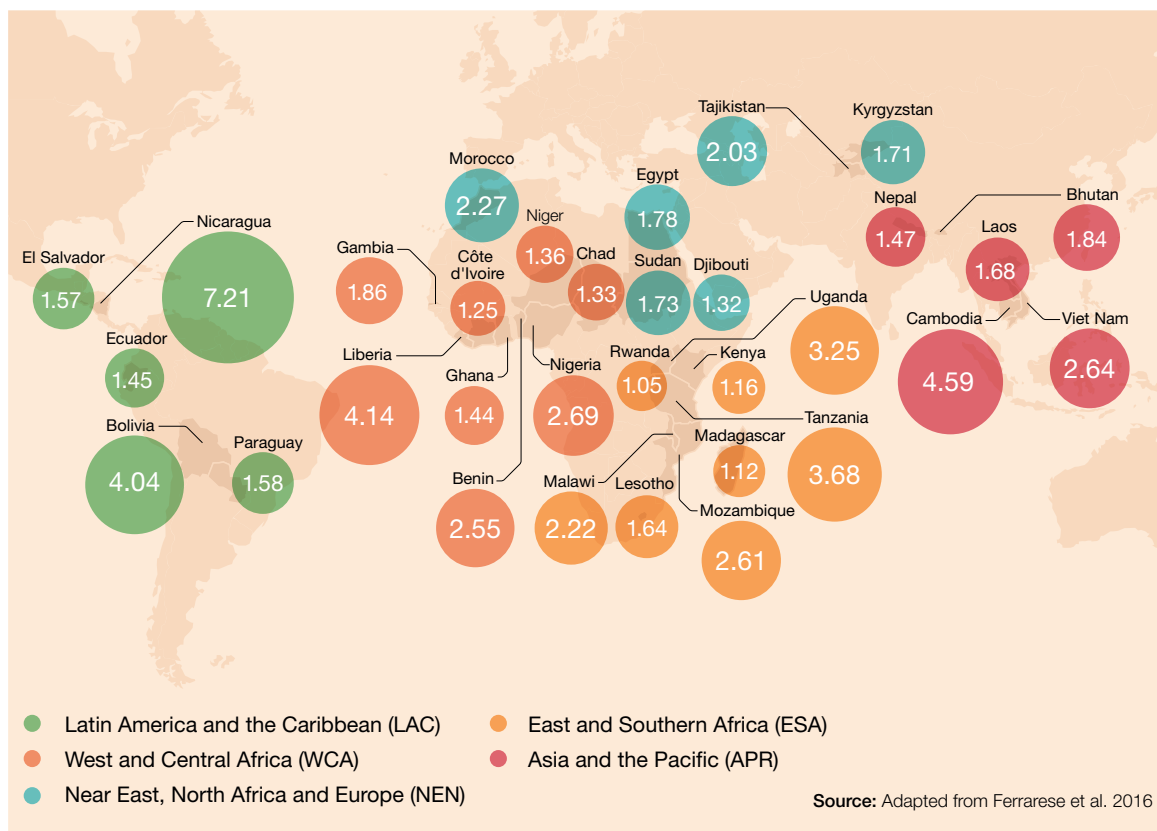 Tajikistan
2.03
Kyrgyzstan
1.71
Morocco
2.27
Egypt
1.78
Nepal
1.47
Bhutan
1.84
Nicaragua
7.21
Niger
1.36
Laos
1.68
El Salvador
1.57
Gambia
1.86
Côte
d'Ivoire
1.25
Chad
1.33
Sudan
1.73
Djibouti
1.32
Uganda
3.25
Cambodia
4.59
Viet Nam
2.64
Ecuador
1.45
Liberia
4.14
Ghana
1.44
Nigeria
2.69
Rwanda
1.05
Kenya
1.16
Tanzania
3.68
Bolivia
4.04
Paraguay
1.58
Madagascar
1.12
Benin
2.55
Malawi
2.22
Lesotho
1.64
Mozambique
2.61
Latin America and the Caribbean (LAC)
West and Central Africa (WCA)
Near East, North Africa and Europe (NEN)
East and Southern Africa (ESA)
Asia and the Pacific (APR)
Source: Adapted from Ferrarese et al. 2016